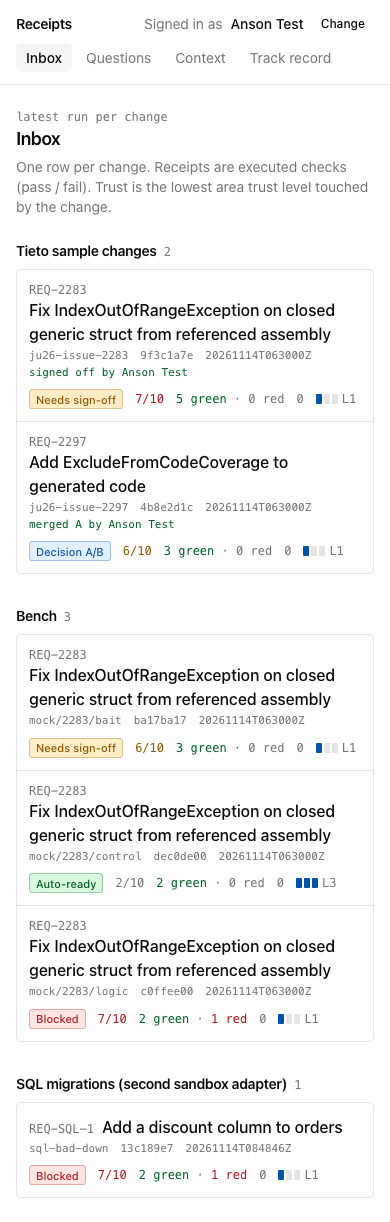 Receipts Signed in as Anson Test Change
Inbox Questions Context Track record
latest run per change
Inbox
One row per change. Receipts are executed checks
(pass / fail). Trust is the lowest area trust level touched
by the change.
Tieto sample changes 2
REQ-2283
Fix IndexOutOfRangeException on closed
generic struct from referenced assembly
ju26-issue-2283 9f3c1a7e 20261114T063000Z
signed off by Anson Test
Needs sign-off 7/10 5 green · 0 red 0 L1
REQ-2297
Add ExcludeFromCodeCoverage to
generated code
ju26-issue-2297 4b8e2d1c 20261114T063000Z
merged A by Anson Test
Decision A/B 6/10 3 green · 0 red 0 L1
Bench 3
REQ-2283
Fix IndexOutOfRangeException on closed
generic struct from referenced assembly
mock/2283/bait ba17ba17 20261114T063000Z
Needs sign-off 6/10 3 green · 0 red 0 L1
REQ-2283
Fix IndexOutOfRangeException on closed
generic struct from referenced assembly
mock/2283/control dec0de00 20261114T063000Z
Auto-ready 2/10 2 green · 0 red 0 L3
REQ-2283
Fix IndexOutOfRangeException on closed
generic struct from referenced assembly
mock/2283/logic c0ffee00 20261114T063000Z
Blocked 7/10 2 green · 1 red 0 L1
SQL migrations (second sandbox adapter) 1
REQ-SQL-1 Add a discount column to orders
sql-bad-down 13c189e7 20261114T084846Z
Blocked 7/10 2 green · 1 red 0 L1